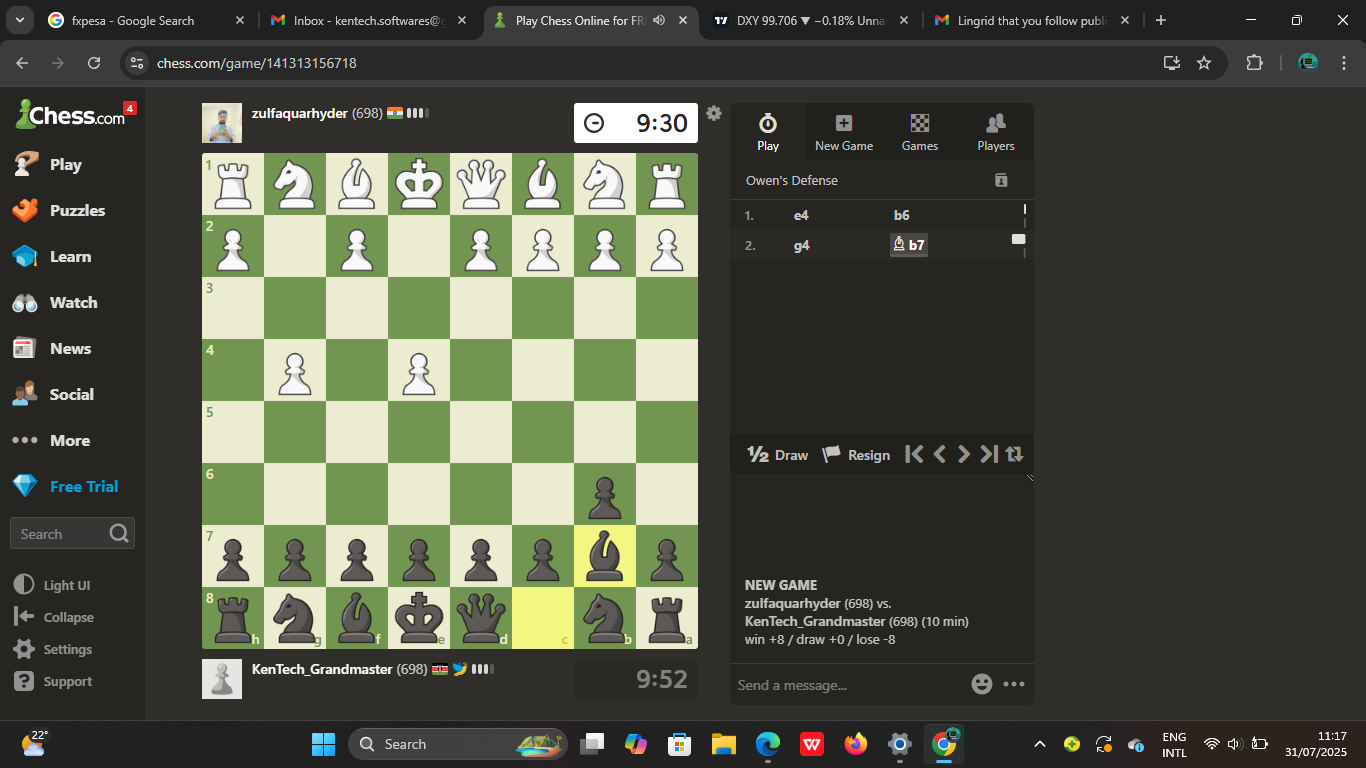 fxpesa - Google Search
Inbox - kentech.softwares@g
Play Chess Online for FR
DXY 99.706 ▼ −0.18% Unna
Lingrid that you follow publi
chess.com/game/141313156718
Chess.com
4
Play
Puzzles
Learn
Watch
News
Social
More
Free Trial
Search
Light UI
Collapse
Settings
Support
zulfaquarhyder (698)
9:30
1
2
3
4
5
6
7
8
h g f e d c b a
KenTech_Grandmaster (698)
9:52
Play
New Game
Games
Players
Owen's Defense
1. e4 b6
2. g4 b7
½ Draw
Resign
NEW GAME
zulfaquarhyder (698) vs.
KenTech_Grandmaster (698) (10 min)
win +8 / draw +0 / lose -8
Send a message...
22°
Search
ENG
INTL
11:17
31/07/2025